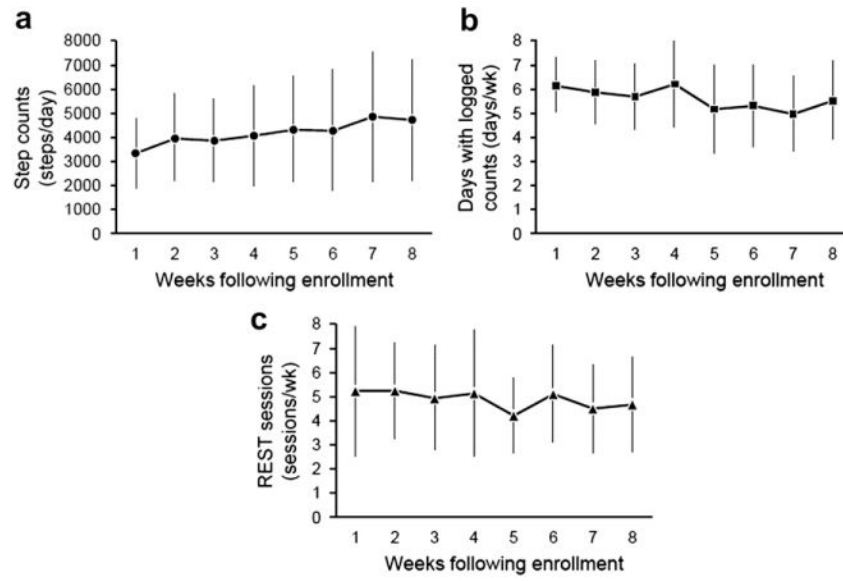 a
8000
7000
6000
5000
4000
3000
2000
1000
0
Step counts
(steps/day)
1 2 3 4 5 6 7 8
Weeks following enrollment
b
8
7
6
5
4
3
2
1
0
Days with logged
counts (days/wk)
1 2 3 4 5 6 7 8
Weeks following enrollment
c
8
7
6
5
4
3
2
1
0
REST sessions
(sessions/wk)
1 2 3 4 5 6 7 8
Weeks following enrollment